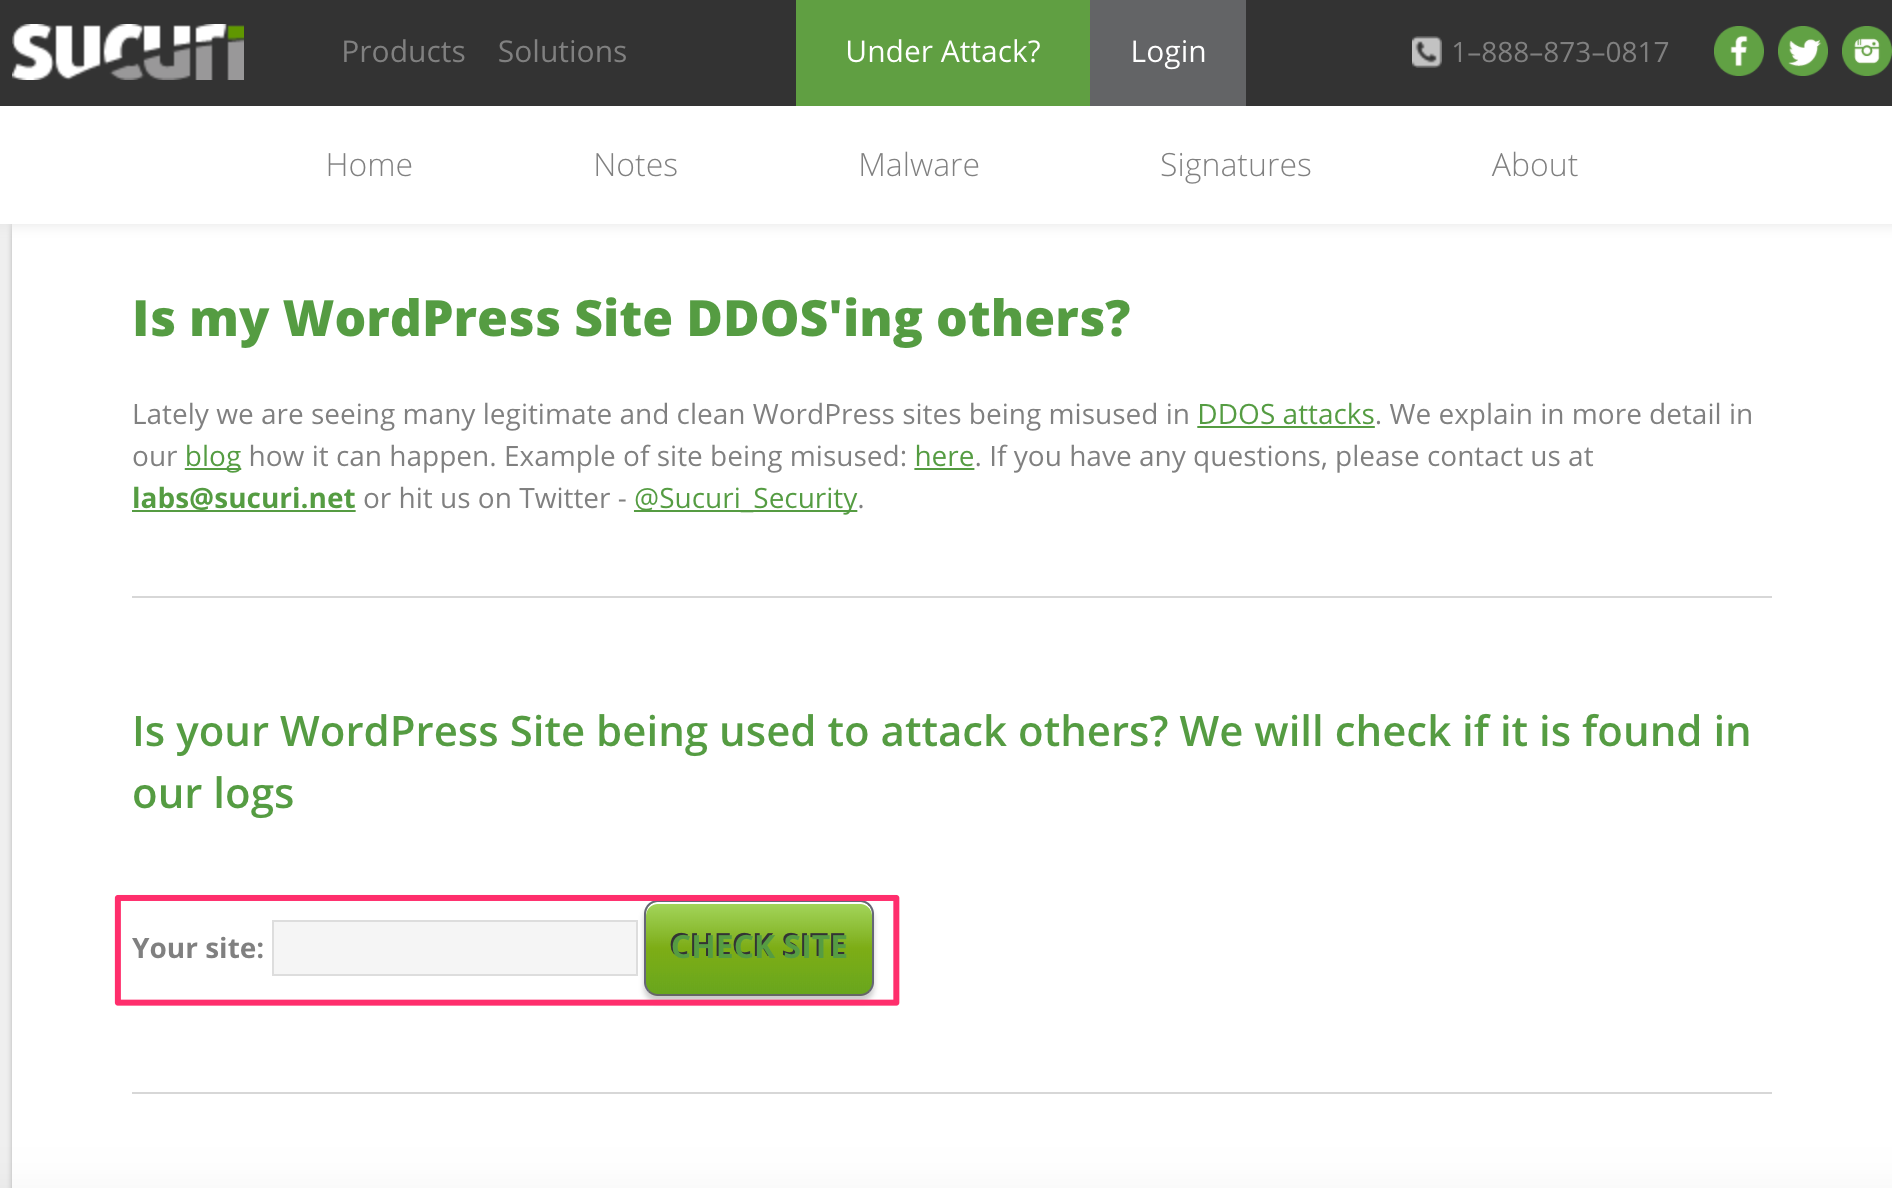 sucuri
Products Solutions Under Attack? Login 1–888–873–0817
Home Notes Malware Signatures About
Is my WordPress Site DDOS'ing others?
Lately we are seeing many legitimate and clean WordPress sites being misused in DDOS attacks. We explain in more detail in
our blog how it can happen. Example of site being misused: here. If you have any questions, please contact us at
labs@sucuri.net or hit us on Twitter - @Sucuri_Security.
Is your WordPress Site being used to attack others? We will check if it is found in
our logs
Your site: CHECK SITE